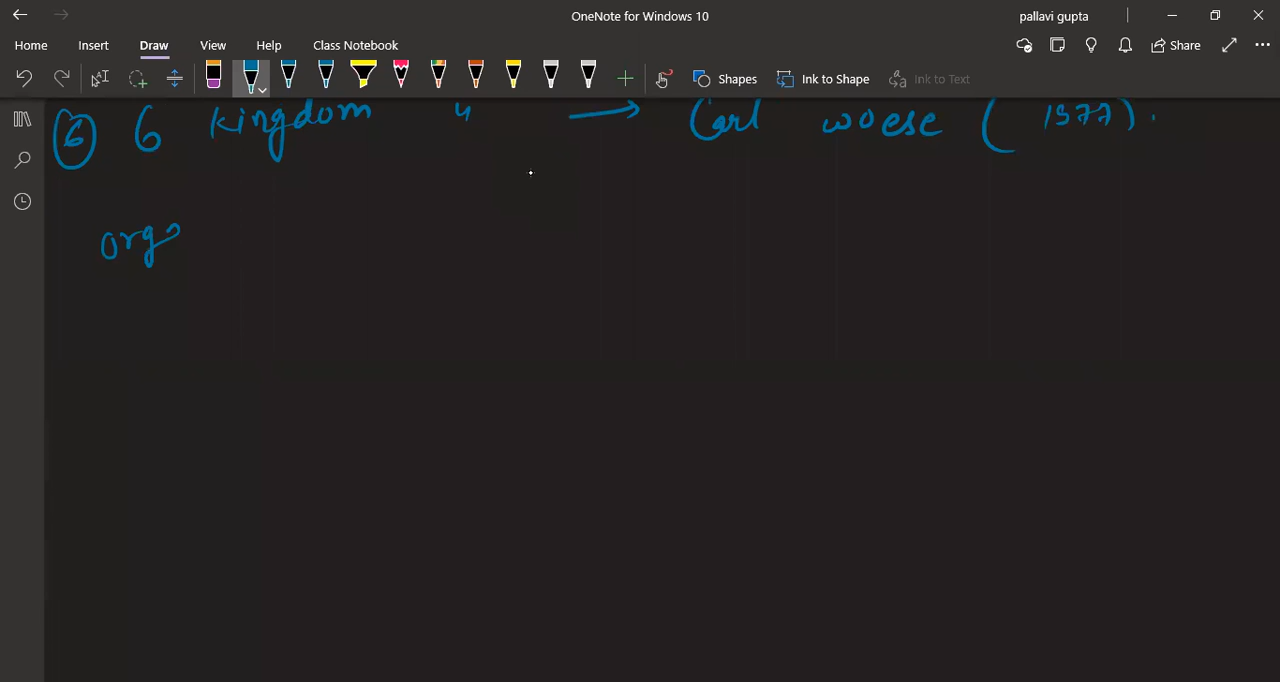 OneNote for Windows 10 pallavi gupta
Home Insert Draw View Help Class Notebook Share
Shapes Ink to Shape Ink to Text
6 6 kingdom " → Carl woese (1977).
org